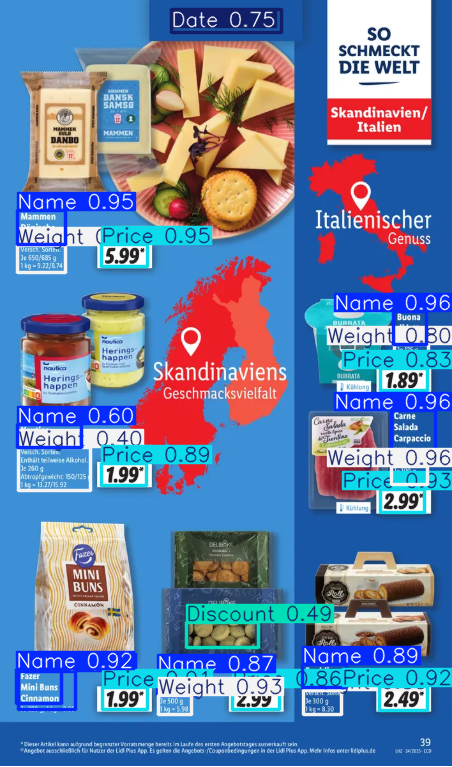 Date 0.75
SO
SCHMECKT
DIE WELT
Skandinavien/
Italien
MAMMEN
DANSK
SAMSØ
MAMMEN
MAMMEN
DANBO
Name 0.95
Mammen
Price 0.95
Versch. Sorten.
Je 650/685 g
1 kg = 9.22/8.74
5.99*
Italienischer
Genuss
nautica
Herings-
happen
nautica
Herings-
happen
Skandinaviens
Geschmacksvielfalt
Name 0.60
Weight 0.40
Price 0.89
Versch. Sorten.
Enthält teilweise Alkohol.
Je 260 g
Abtropfgewicht: 150/125 g
1 kg = 13.27/15.92
1.99*
Name 0.96
Buona
BURRATA
Weight 0.80
Price 0.83
BURRATA
Kühlung
1.89*
Name 0.96
Carne
Salada
Carpaccio
Carne
Salada
Weight 0.96
Price 0.93
Kühlung
2.99*
Fazer
MINI
BUNS
CINNAMON
Name 0.92
Fazer
Mini Buns
Cinnamon
1.99*
Discount 0.49
Name 0.87
Weight 0.93
Je 500 g
1 kg = 5.98
2.99*
Roll
Roll
Name 0.89
0.86
Price 0.92
Versch. Sorten.
Je 300 g
1 kg = 8.30
2.49*
39
*Dieser Artikel kann aufgrund begrenzter Vorratsmenge bereits im Laufe des ersten Angebotstages ausverkauft sein.
*Angebot ausschließlich für Nutzer der Lidl Plus App. Es gelten die Angebots-/Couponbedingungen in der Lidl Plus App. Mehr Infos unter lidlplus.de